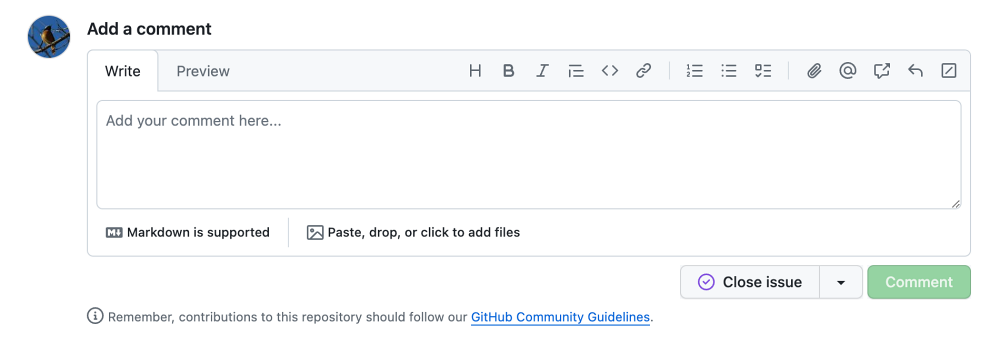 Add a comment
Write Preview
Add your comment here...
Markdown is supported
Paste, drop, or click to add files
Close issue
Comment
Remember, contributions to this repository should follow our GitHub Community Guidelines.